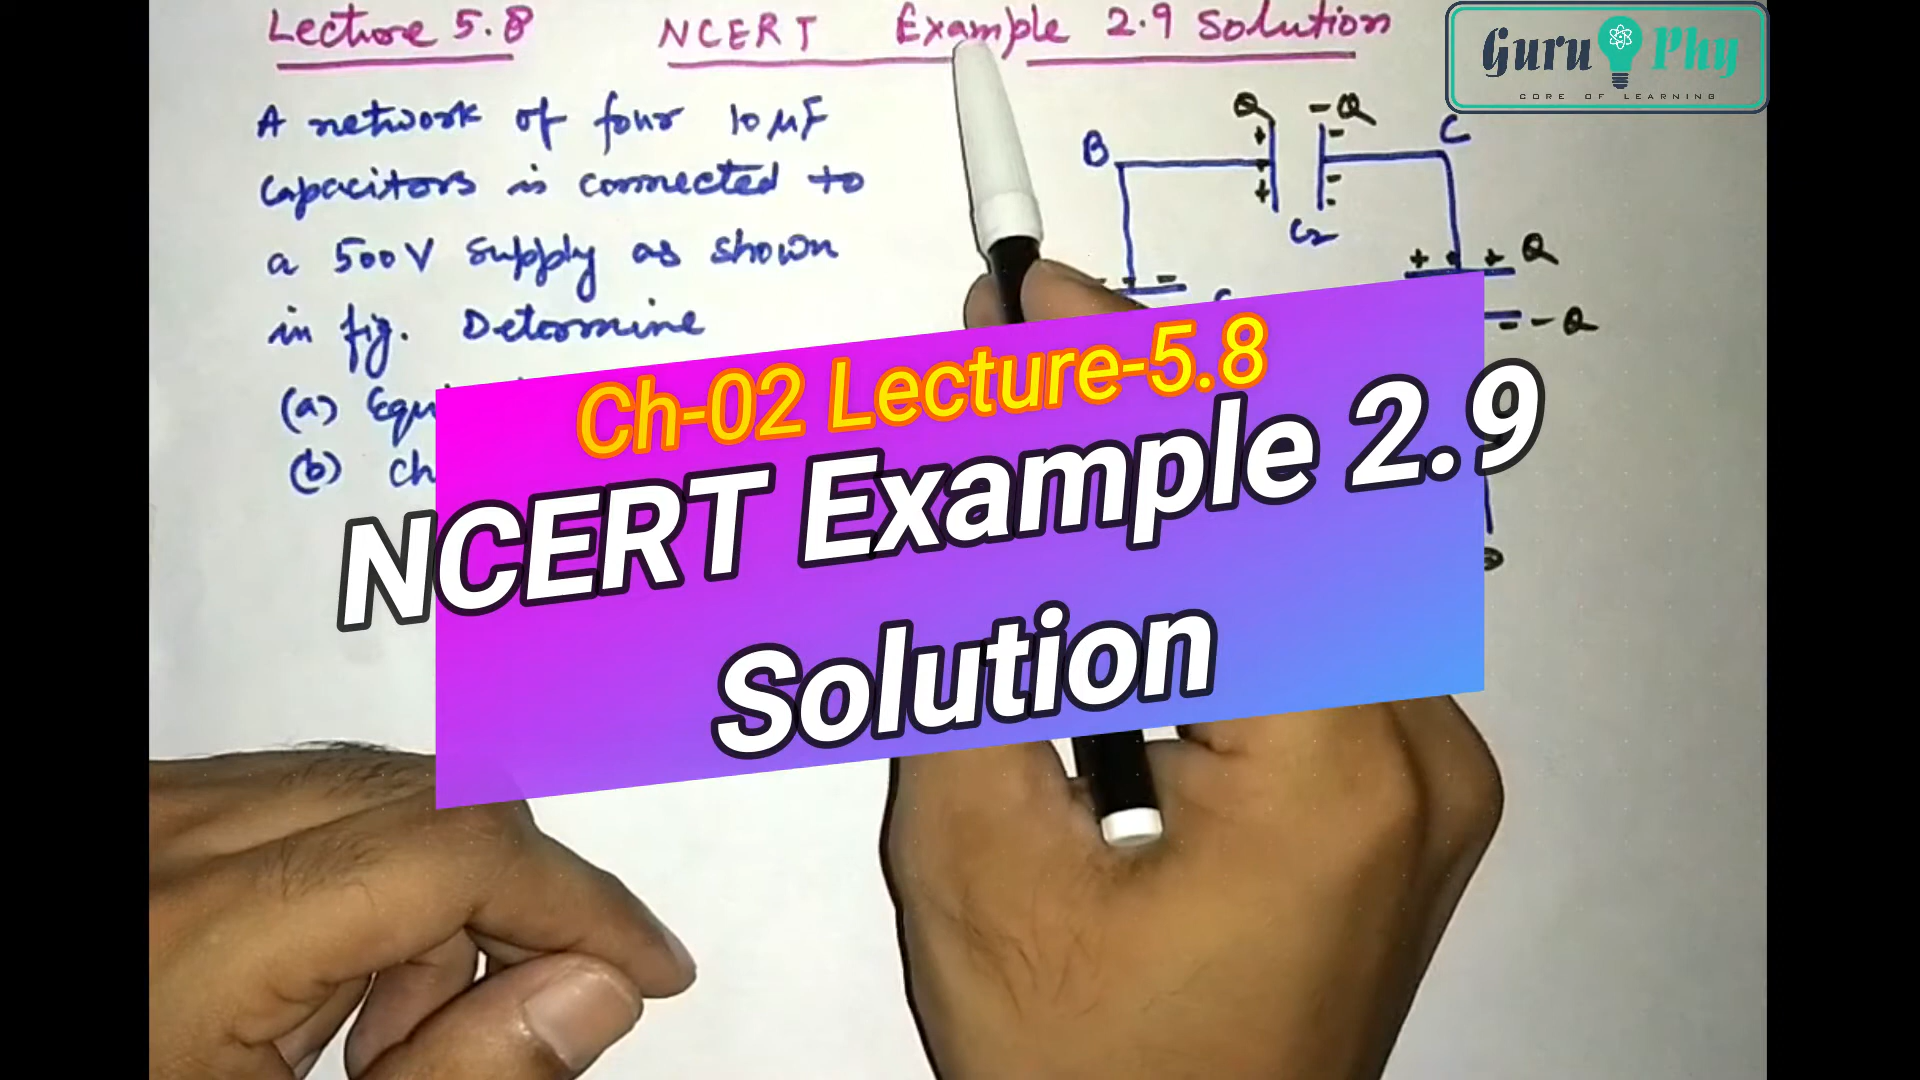 Lecture 5.8 NCERT Example 2.9 Solution
Guru Phy
CORE OF LEARNING
A network of four 10 μF
capacitors is connected to
a 500V supply as shown
in fig. Determine
(a)
(b)
B
Q
-Q
C
+
-
+
-
-
C2
- -
+ + +
Q
- - Q
Ch-02 Lecture-5.8
NCERT Example 2.9
Solution